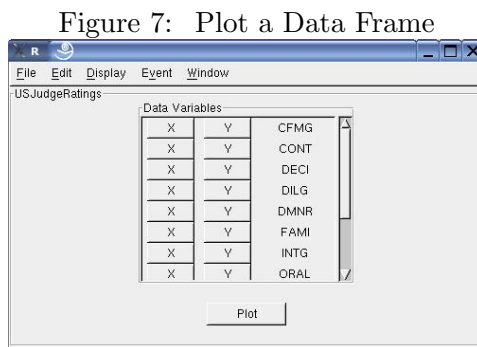 Figure 7: Plot a Data Frame
R
File Edit Display Event Window
USJudgeRatings
Data Variables
X Y CFMG
X Y CONT
X Y DECI
X Y DILG
X Y DMNR
X Y FAMI
X Y INTG
X Y ORAL
Plot